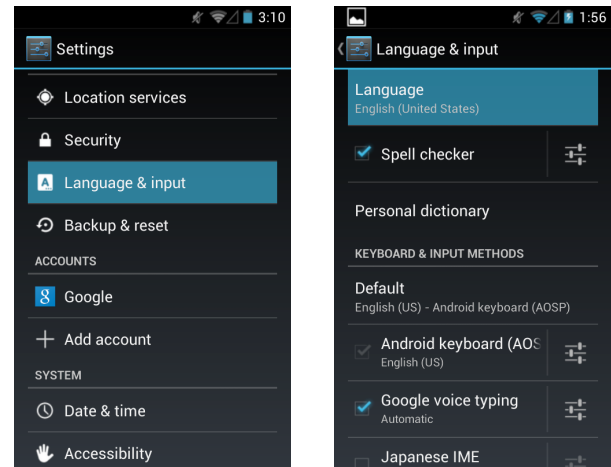 3:10
Settings
Location services
Security
A
Language & input
Backup & reset
ACCOUNTS
8 Google
Add account
SYSTEM
Date & time
Accessibility
1:56
Language & input
Language
English (United States)
Spell checker
Personal dictionary
KEYBOARD & INPUT METHODS
Default
English (US) - Android keyboard (AOSP)
Android keyboard (AOS
English (US)
Google voice typing
Automatic
Japanese IME